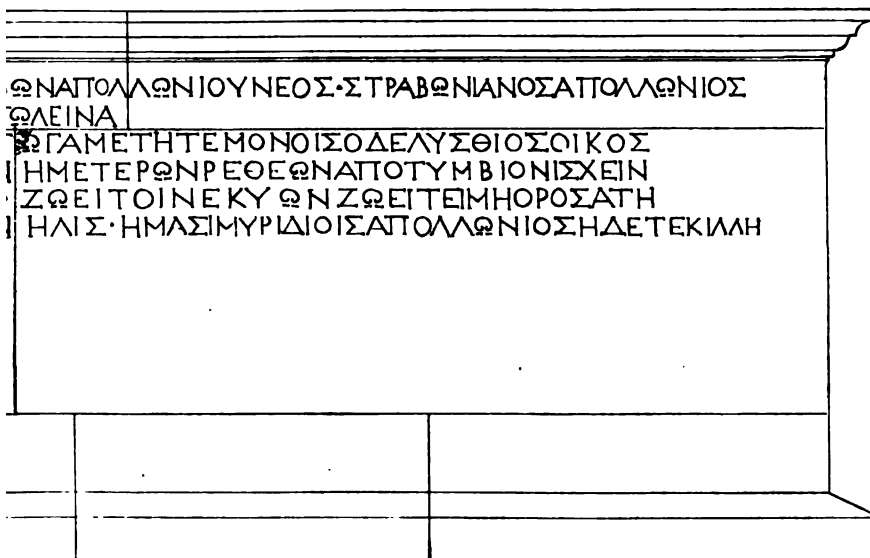 ΩΝΑΠΟΛΛΩΝΙΟΥΝΕΟΣ·ΣΤΡΑΒΩΝΙΑΝΟΣΑΠΟΛΛΩΝΙΟΣ
ΩΛΕΙΝΑ
ΩΓΑΜΕΤΗΤΕΜΟΝΟΙΣΟΔΕΛΥΣΘΙΟΣΟΙΚΟΣ
ΗΜΕΤΕΡΩΝΡΕΘΕΩΝΑΠΟΤΥΜΒΙΟΝΙΣΧΕΙΝ
ΖΩΕΙΤΟΙΝΕΚΥΩΝΖΩΕΙΤΕΙΜΗΟΡΟΣΑΤΗ
ΗΛΙΣ·ΗΜΑΣΙΜΥΡΙΔΙΟΙΣΑΠΟΛΛΩΝΙΟΣΗΔΕΤΕΚΙΛΛΗ